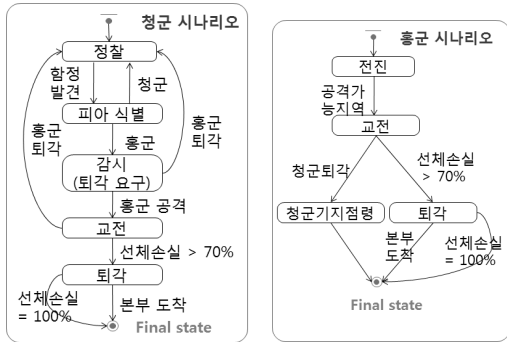 청군 시나리오
정찰
함정
발견
청군
피아 식별
홍군
퇴각
홍군
홍군
퇴각
감시
(퇴각 요구)
홍군 공격
교전
선체손실 > 70%
퇴각
선체손실
= 100%
본부 도착
Final state
홍군 시나리오
전진
공격가
능지역
교전
청군퇴각
선체손실
> 70%
청군기지점령
퇴각
본부
도착
선체손실
= 100%
Final state